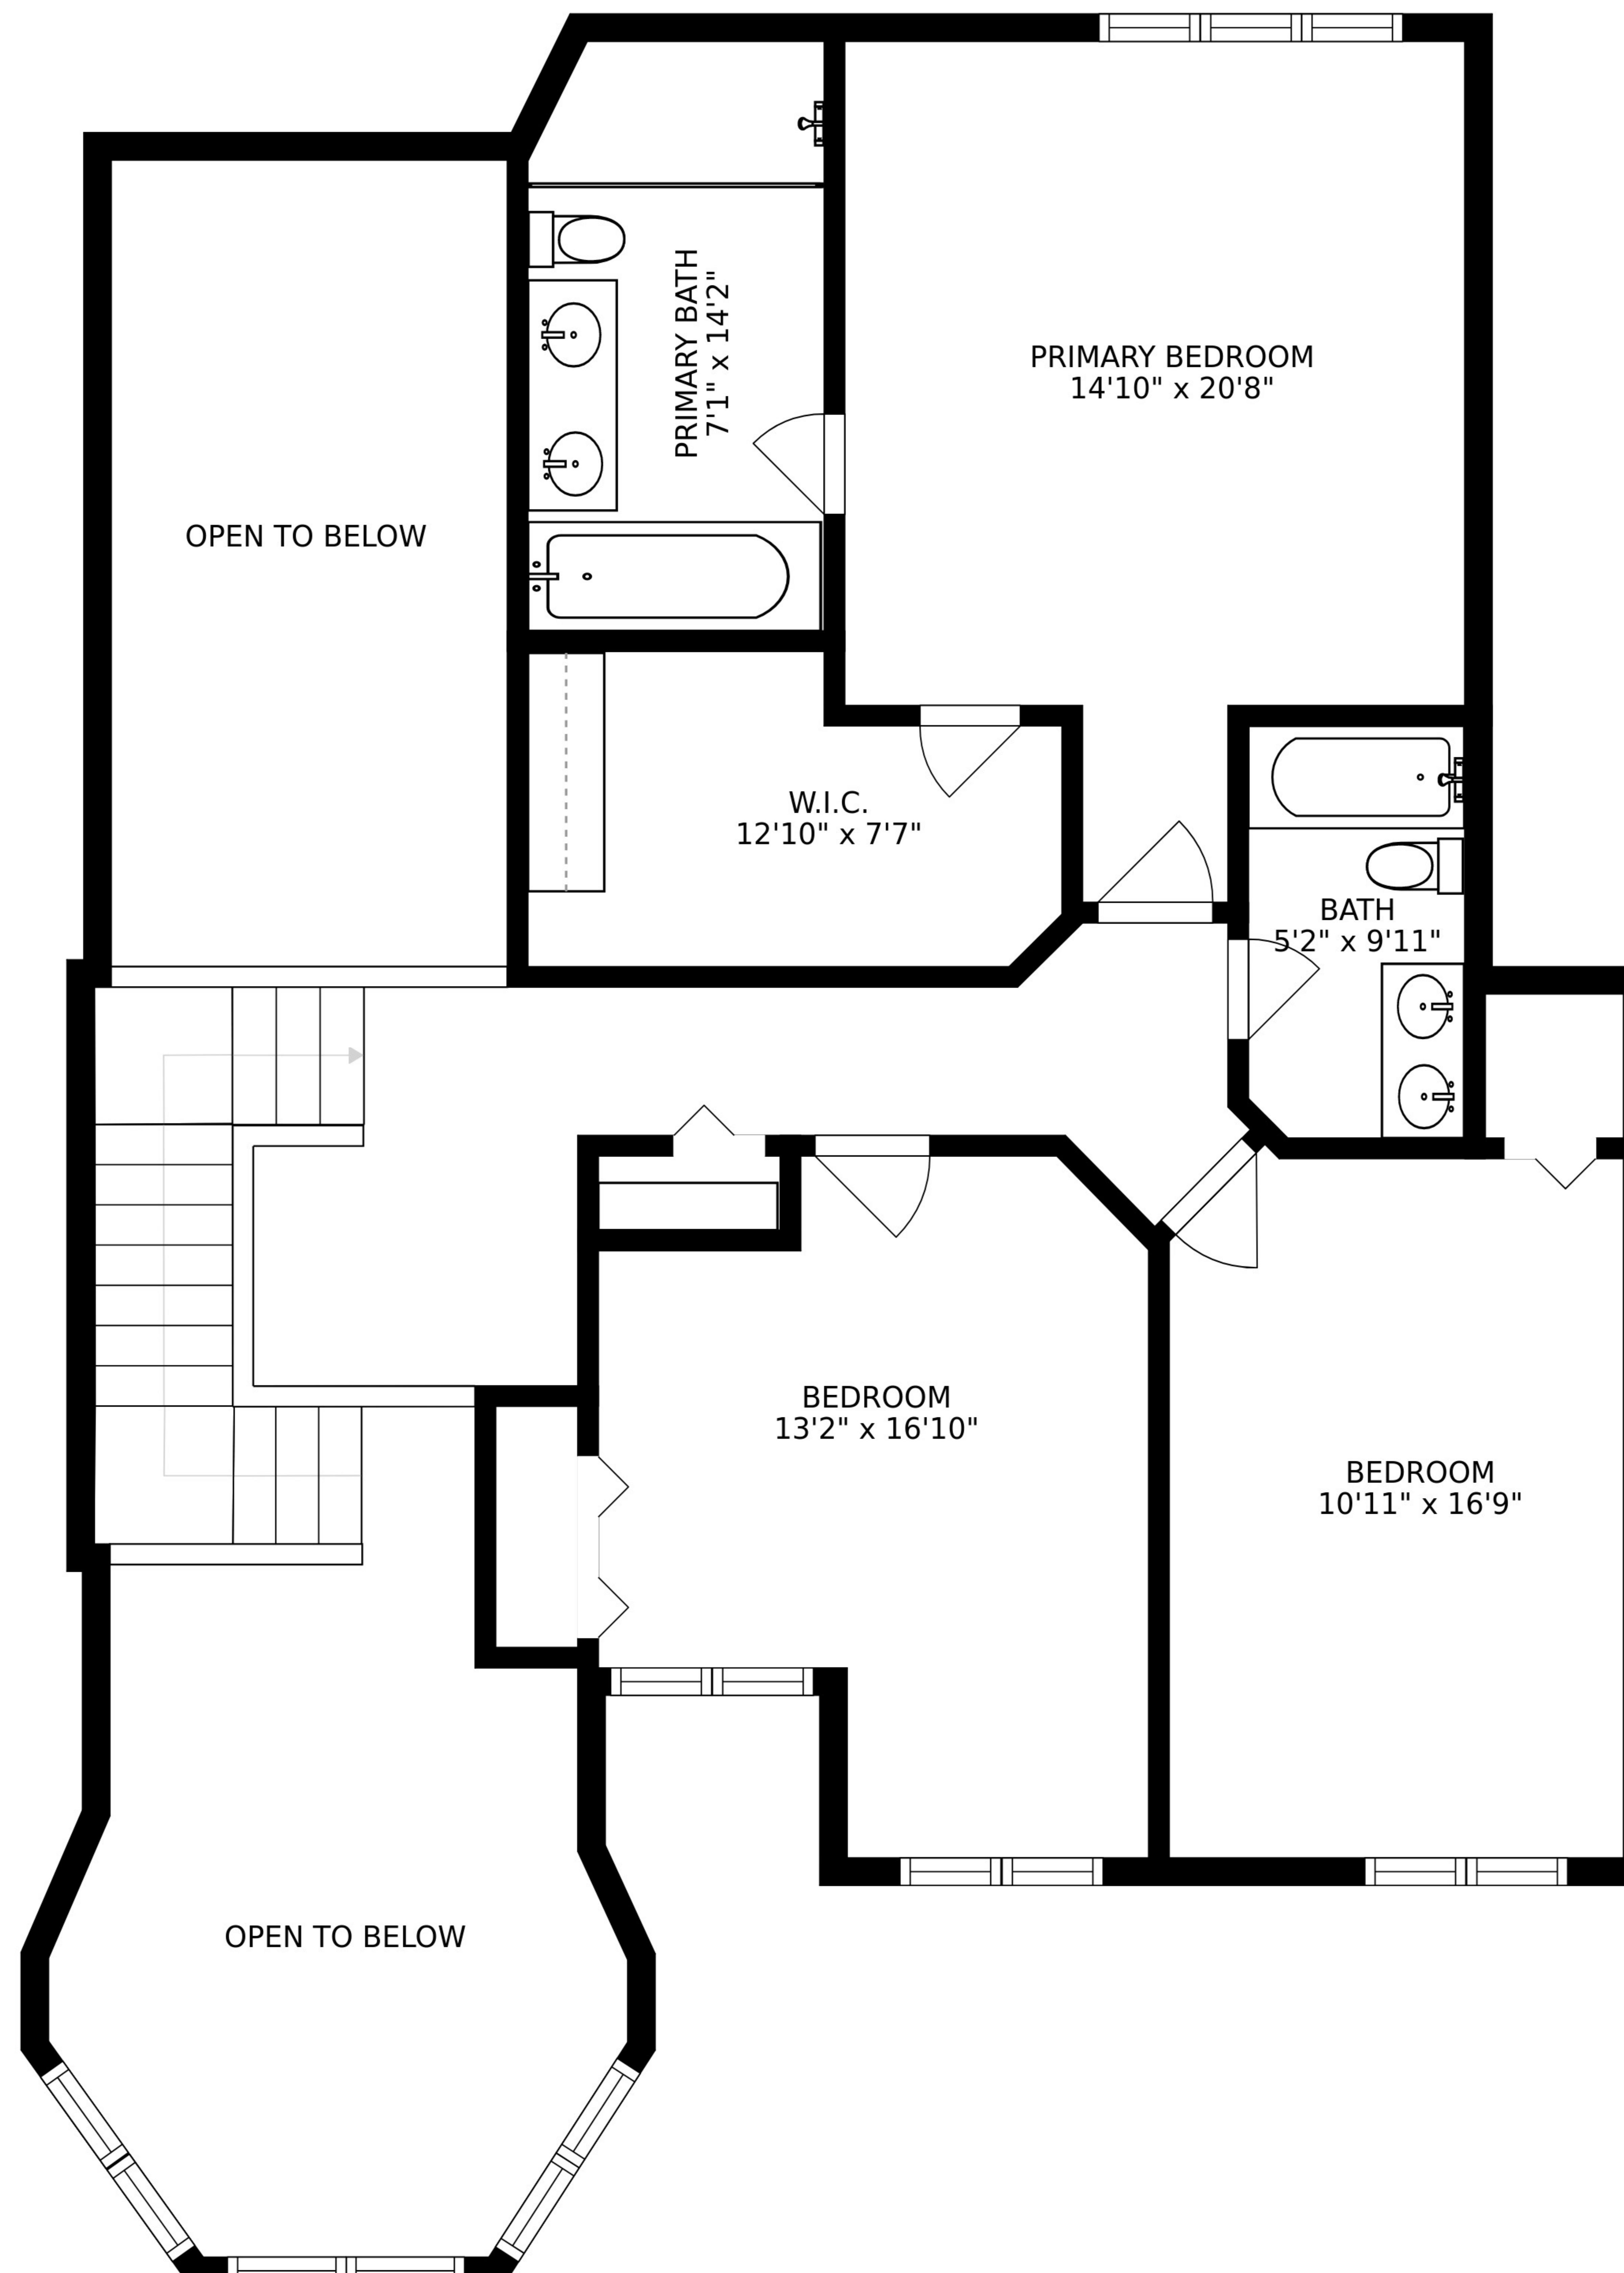 PRIMARY BATH
7'1" x 14'2"
PRIMARY BEDROOM
14'10" x 20'8"
OPEN TO BELOW
W.I.C.
12'10" x 7'7"
BATH
5'2" x 9'11"
BEDROOM
13'2" x 16'10"
BEDROOM
10'11" x 16'9"
OPEN TO BELOW